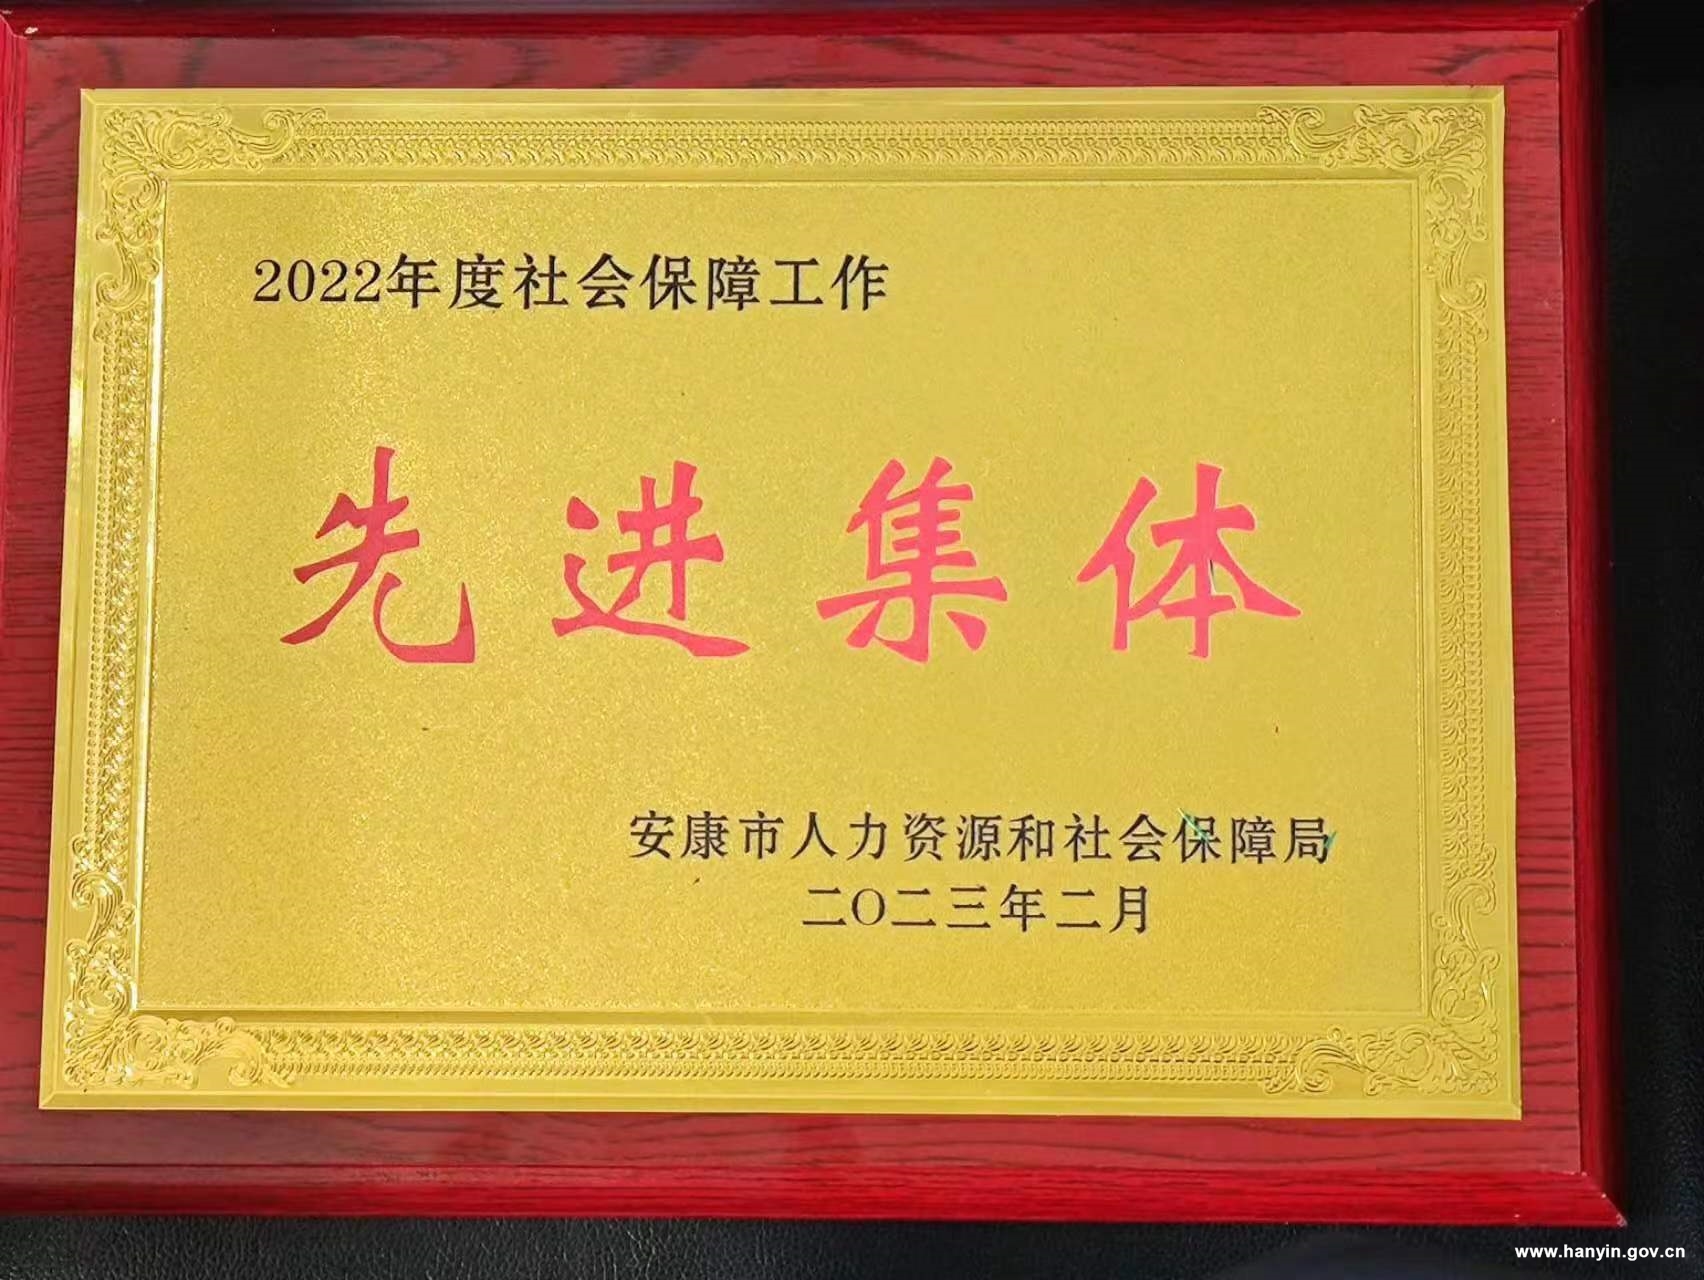 2022年度社会保障工作
先进集体
安康市人力资源和社会保障局
二〇二三年二月
www.hanyin.gov.cn